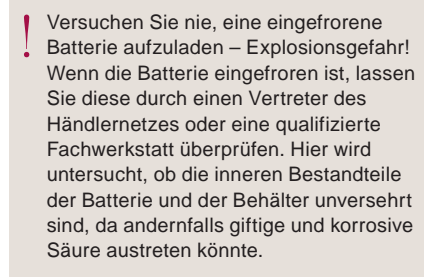 Versuchen Sie nie, eine eingefrorene
Batterie aufzuladen – Explosionsgefahr!
Wenn die Batterie eingefroren ist, lassen
Sie diese durch einen Vertreter des
Händlernetzes oder eine qualifizierte
Fachwerkstatt überprüfen. Hier wird
untersucht, ob die inneren Bestandteile
der Batterie und der Behälter unversehrt
sind, da andernfalls giftige und korrosive
Säure austreten könnte.